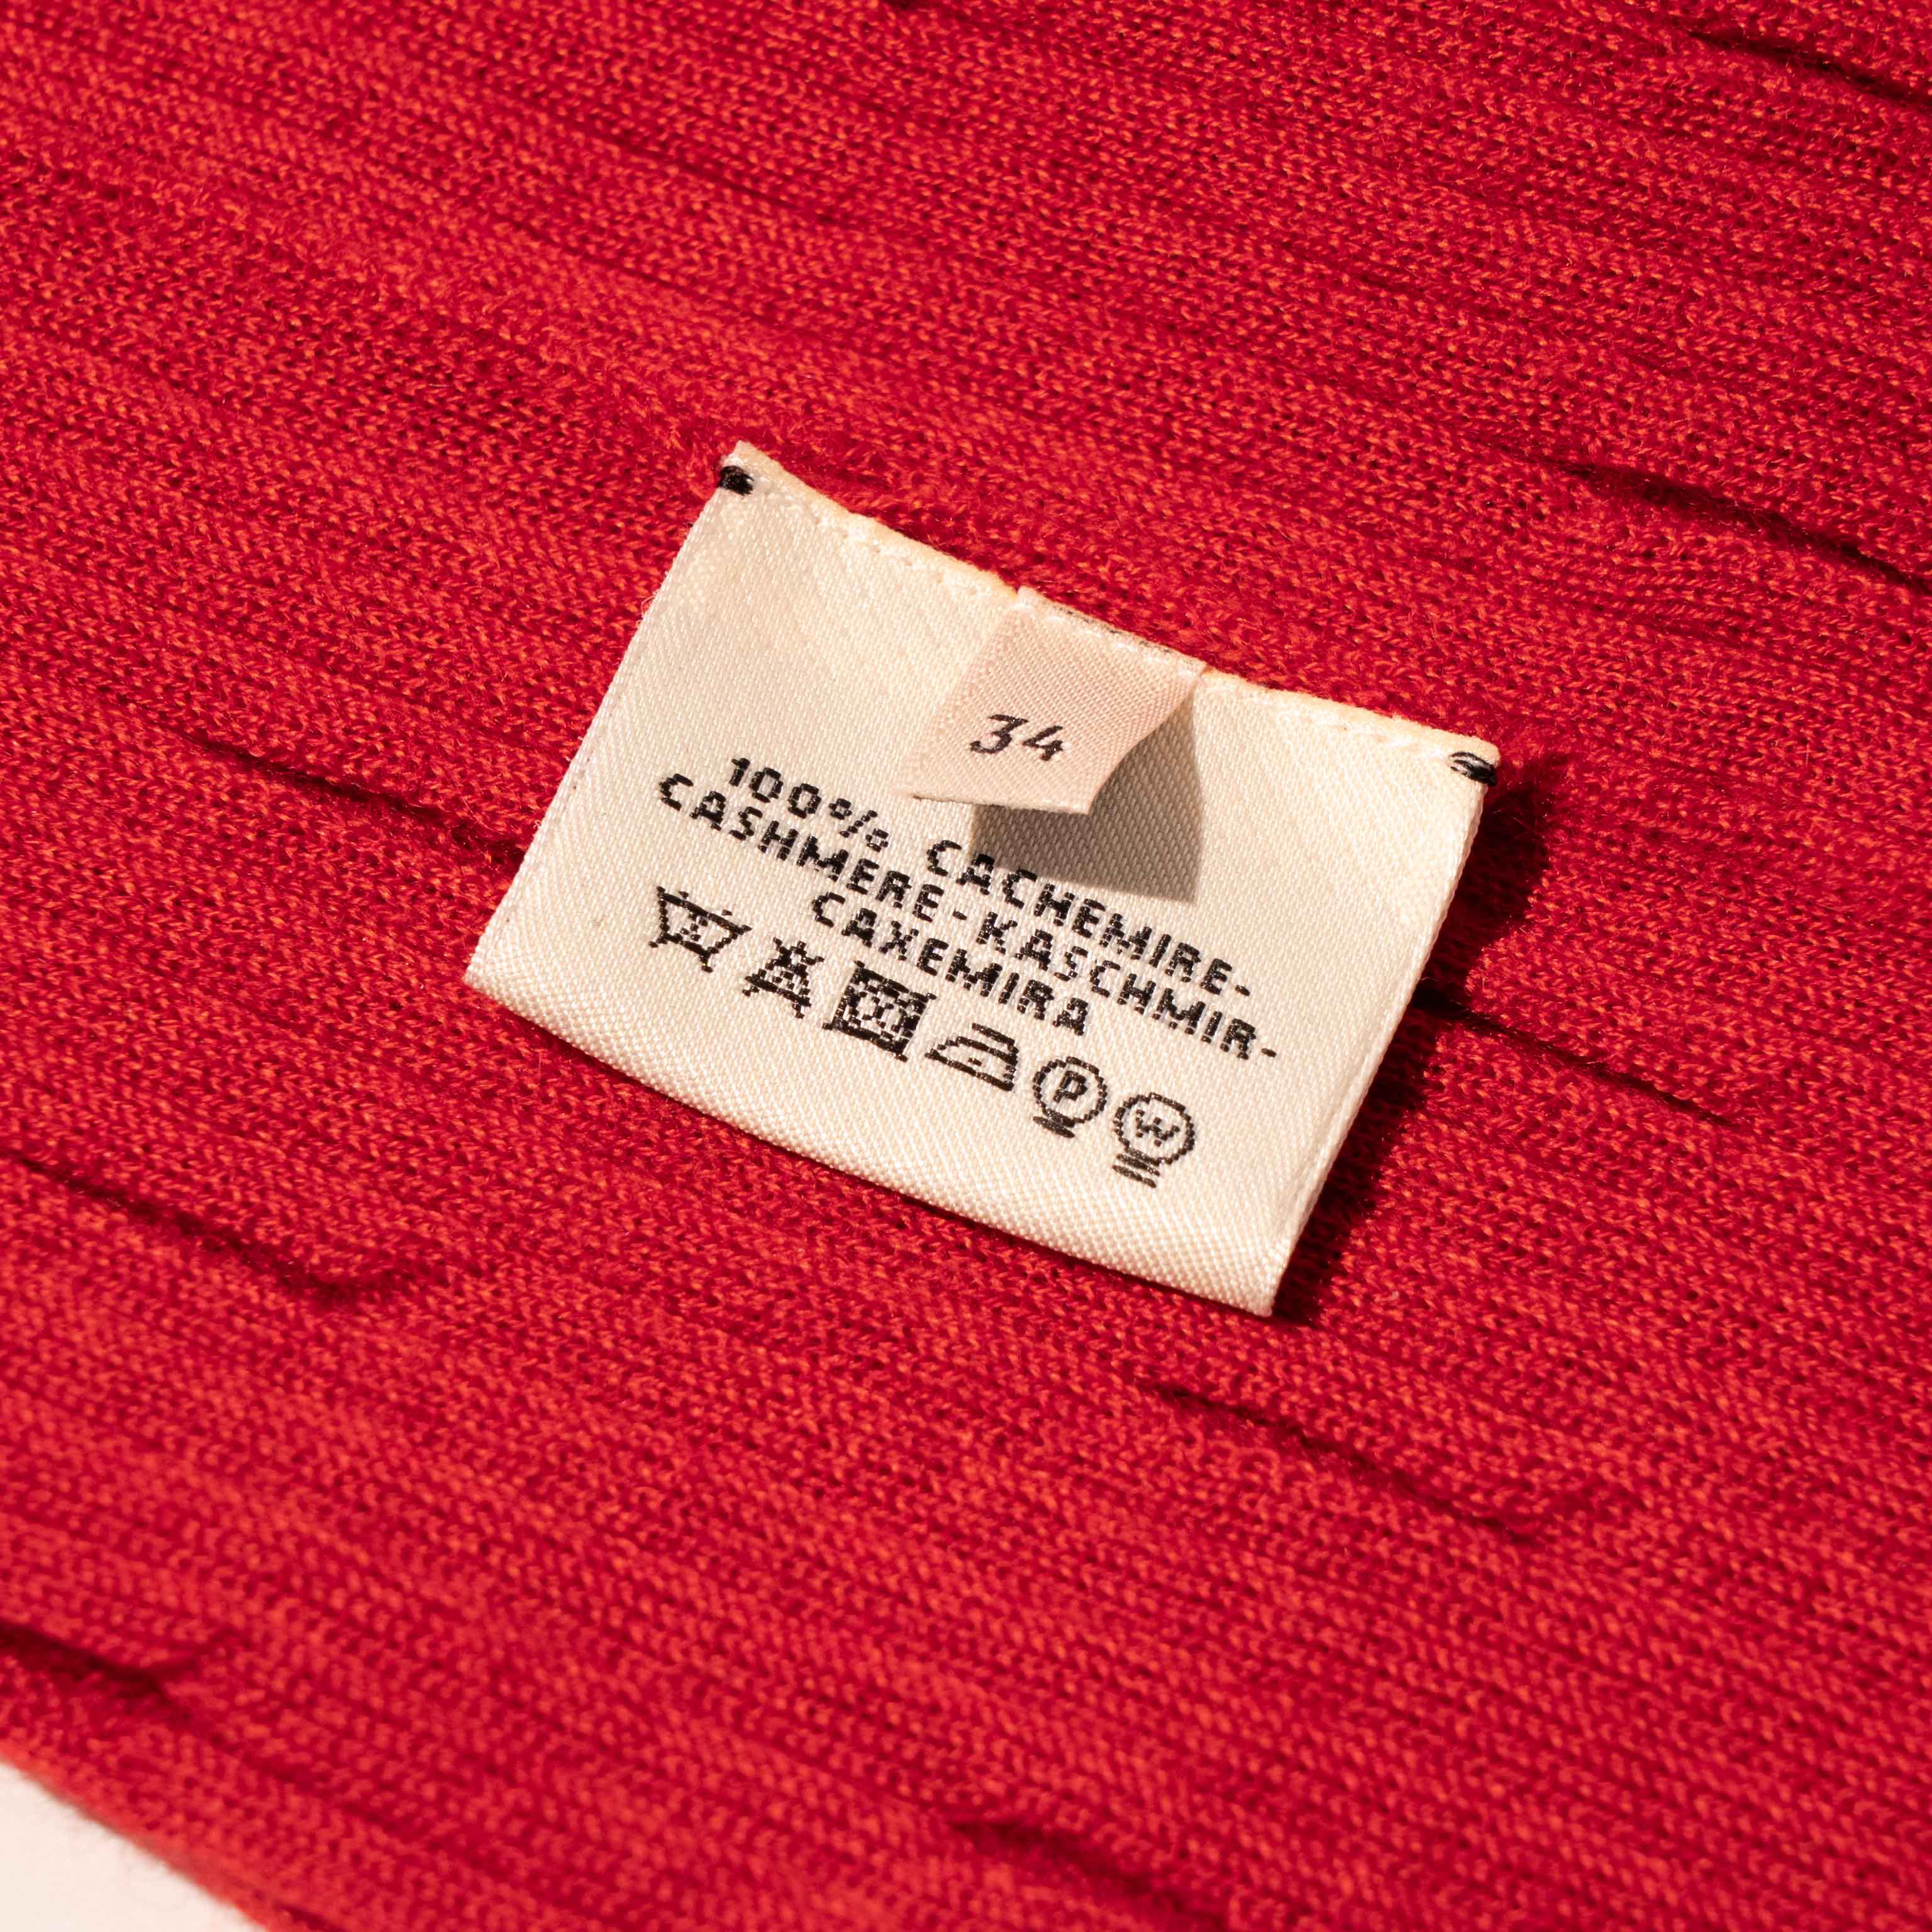 34
100% CACHEMIRE-
CASHMERE-KASCHMIR-
CAXEMIRA
P W